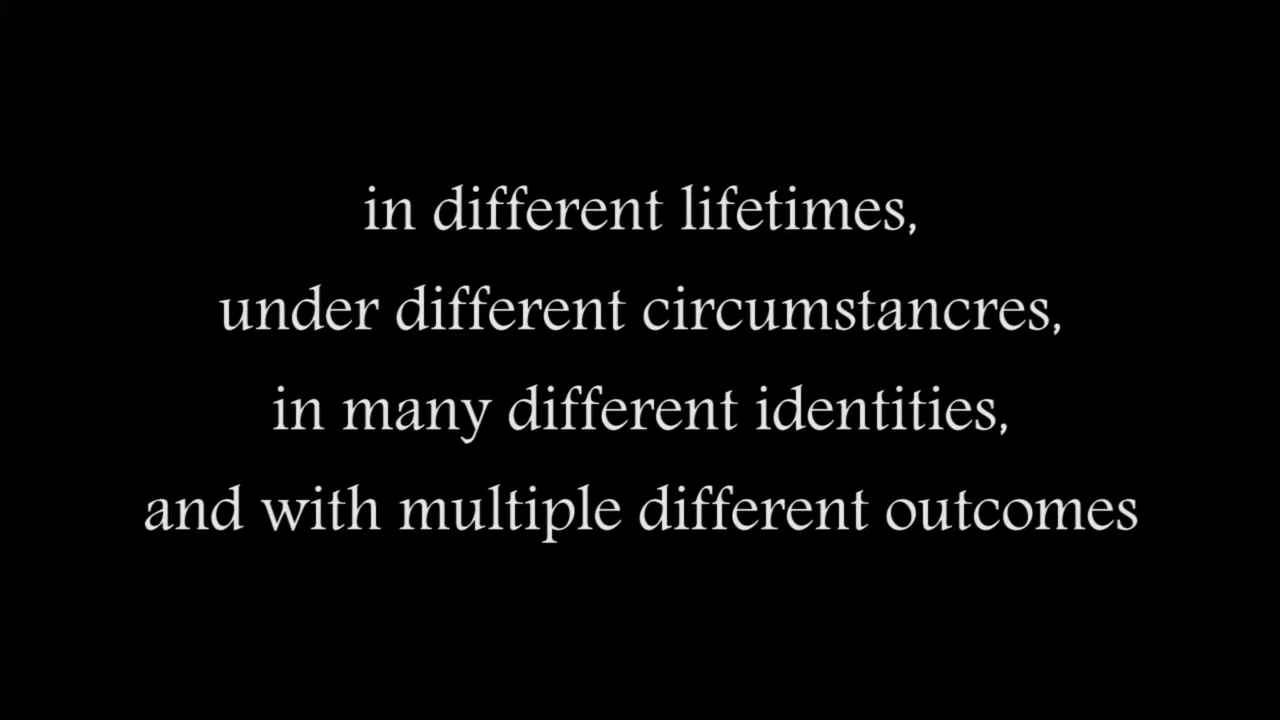 in different lifetimes,
under different circumstancres,
in many different identities,
and with multiple different outcomes